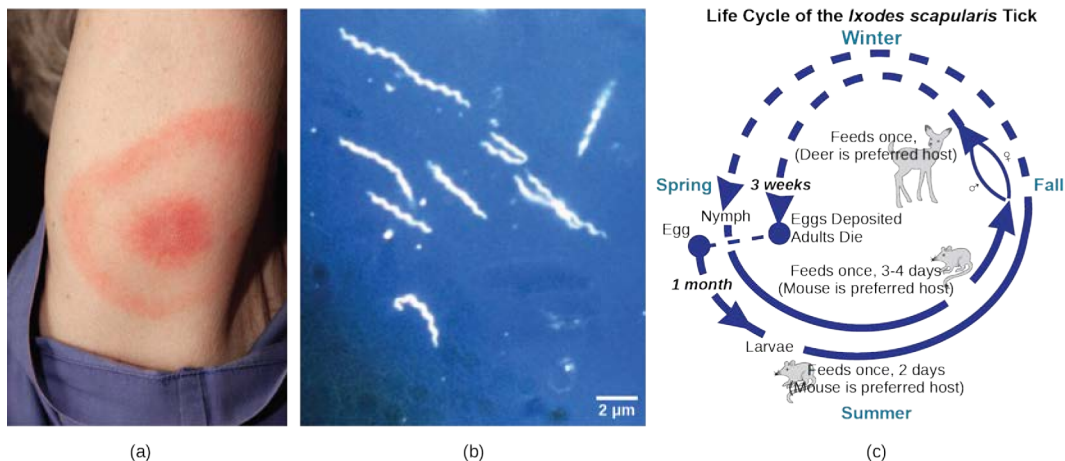 Life Cycle of the Ixodes scapularis Tick
Winter
Feeds once,
(Deer is preferred host)
♀
♂
Spring
3 weeks
Fall
Nymph
Egg
Eggs Deposited
Adults Die
1 month
Feeds once, 3-4 days
(Mouse is preferred host)
Larvae
Feeds once, 2 days
(Mouse is preferred host)
Summer
2 µm
(a)
(b)
(c)